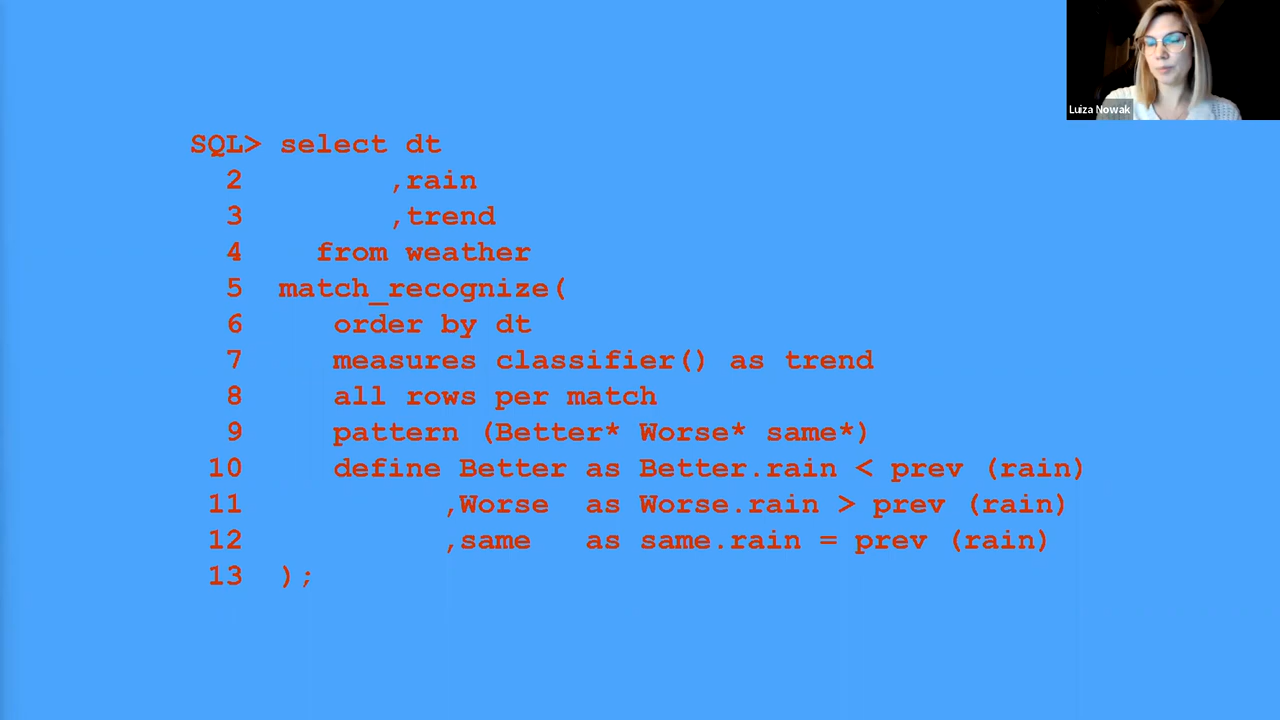 SQL> select dt
2 ,rain
3 ,trend
4 from weather
5 match_recognize(
6 order by dt
7 measures classifier() as trend
8 all rows per match
9 pattern (Better* Worse* same*)
10 define Better as Better.rain < prev (rain)
11 ,Worse as Worse.rain > prev (rain)
12 ,same as same.rain = prev (rain)
13 );
Luiza Nowak